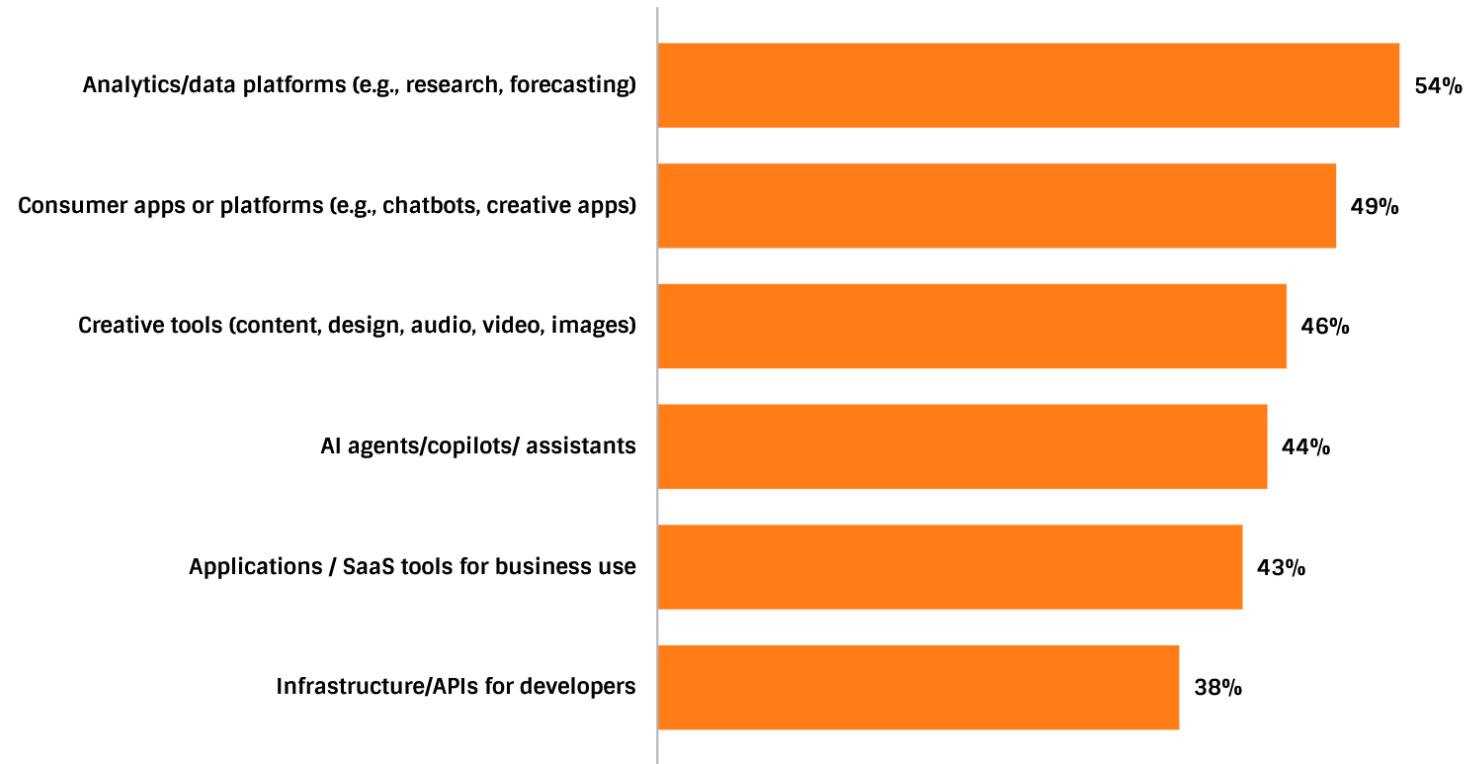 Analytics/data platforms (e.g., research, forecasting) 54%
Consumer apps or platforms (e.g., chatbots, creative apps) 49%
Creative tools (content, design, audio, video, images) 46%
AI agents/copilots/ assistants 44%
Applications / SaaS tools for business use 43%
Infrastructure/APIs for developers 38%